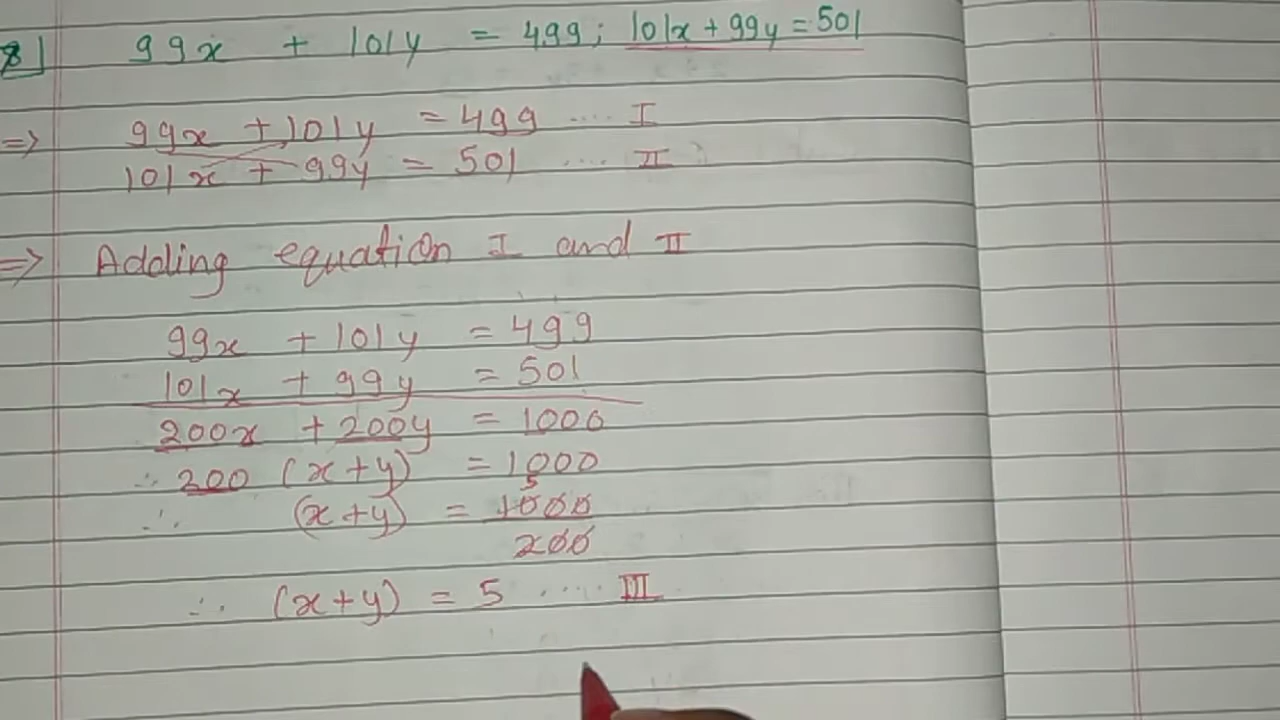 8] 99x + 101y = 499; 101x + 99y = 501
=> 99x + 101y = 499 .... I
101x + 99y = 501 .... II
=> Adding equation I and II
99x + 101y = 499
101x + 99y = 501
200x + 200y = 1000
∴ 200 (x+y) = 1000
5
∴ (x+y) = 1000
200
∴ (x+y) = 5 .... III